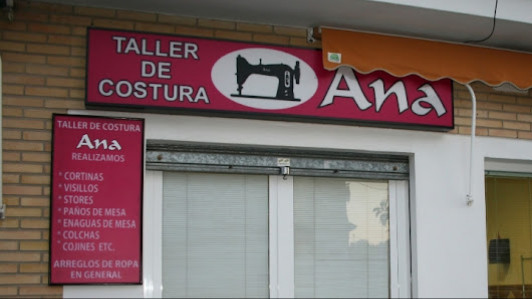 TALLER
DE
COSTURA
Ana
TALLER DE COSTURA
Ana
REALIZAMOS
* CORTINAS
* VISILLOS
* STORES
* PAÑOS DE MESA
* ENAGUAS DE MESA
* COLCHAS
* COJINES ETC.
ARREGLOS DE ROPA
EN GENERAL